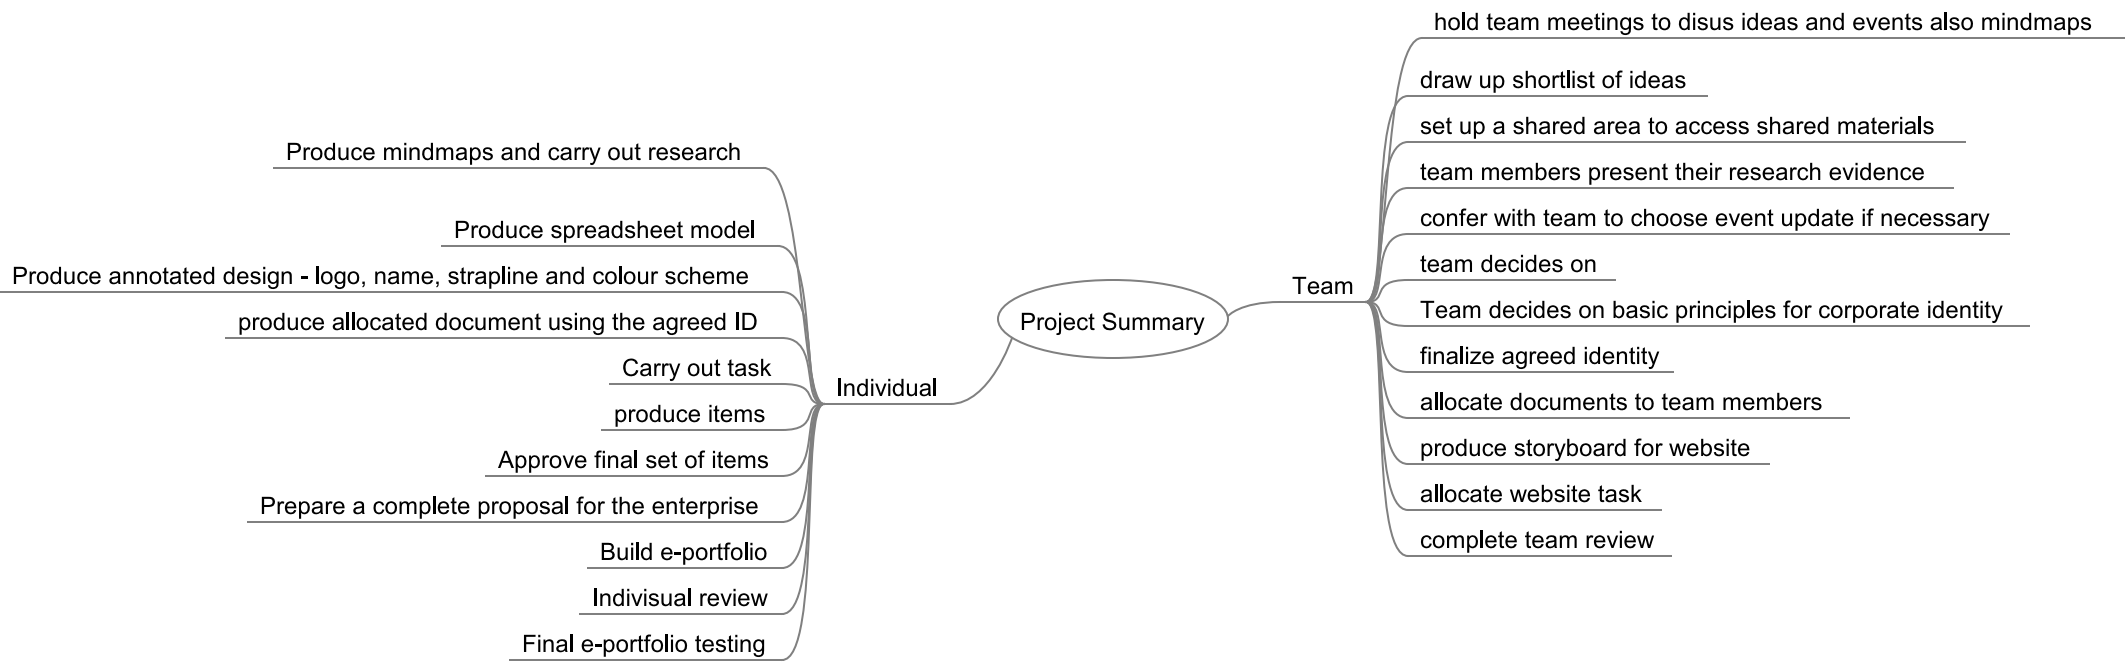 Project Summary
Team
hold team meetings to disus ideas and events also mindmaps
draw up shortlist of ideas
set up a shared area to access shared materials
team members present their research evidence
confer with team to choose event update if necessary
team decides on
Team decides on basic principles for corporate identity
finalize agreed identity
allocate documents to team members
produce storyboard for website
allocate website task
complete team review
Individual
Produce mindmaps and carry out research
Produce spreadsheet model
Produce annotated design - logo, name, strapline and colour scheme
produce allocated document using the agreed ID
Carry out task
produce items
Approve final set of items
Prepare a complete proposal for the enterprise
Build e-portfolio
Indivisual review
Final e-portfolio testing